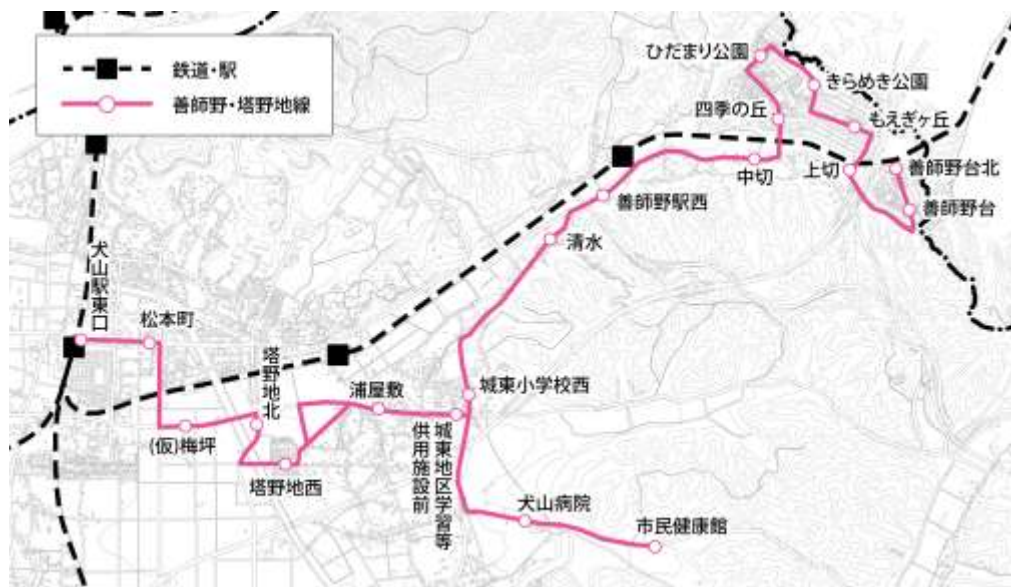 鉄道・駅
善師野・塔野地線
ひだまり公園
きらめき公園
四季の丘
もえぎヶ丘
中切
上切
善師野台北
善師野台
善師野駅西
清水
犬山駅東口
松本町
塔野地北
浦屋敷
城東小学校西
(仮)梅坪
塔野地西
城東地区学習等
供用施設前
犬山病院
市民健康館